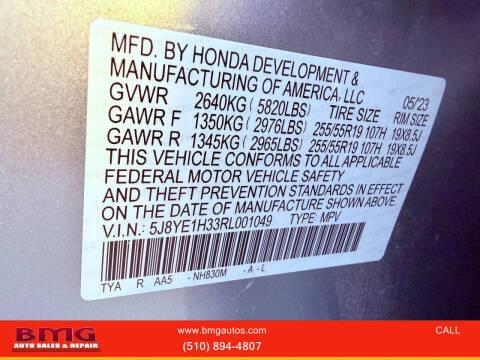 MFD. BY HONDA DEVELOPMENT &
MANUFACTURING OF AMERICA, LLC 05/23
GVWR 2640KG ( 5820LBS) TIRE SIZE RIM SIZE
GAWR F 1350KG ( 2976LBS) 255/55R19 107H 19X8.5J
GAWR R 1345KG ( 2965LBS) 255/55R19 107H 19X8.5J
THIS VEHICLE CONFORMS TO ALL APPLICABLE
FEDERAL MOTOR VEHICLE SAFETY
AND THEFT PREVENTION STANDARDS IN EFFECT
ON THE DATE OF MANUFACTURE SHOWN ABOVE.
V.I.N.: 5J8YE1H33RL001049 TYPE: MPV
TYA R AA5 -NH830M -A-L
BMG
AUTO SALES & REPAIR
www.bmgautos.com
(510) 894-4807
CALL